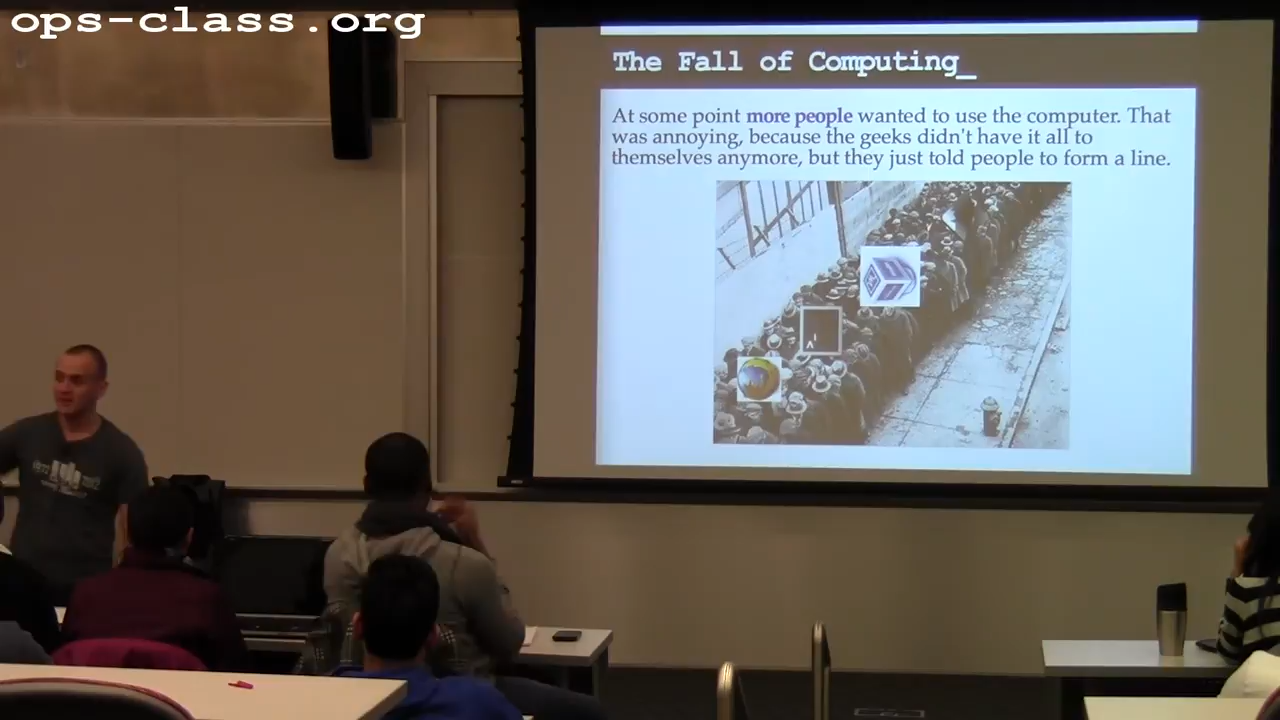 ops-class.org
The Fall of Computing_
At some point more people wanted to use the computer. That
was annoying, because the geeks didn't have it all to
themselves anymore, but they just told people to form a line.